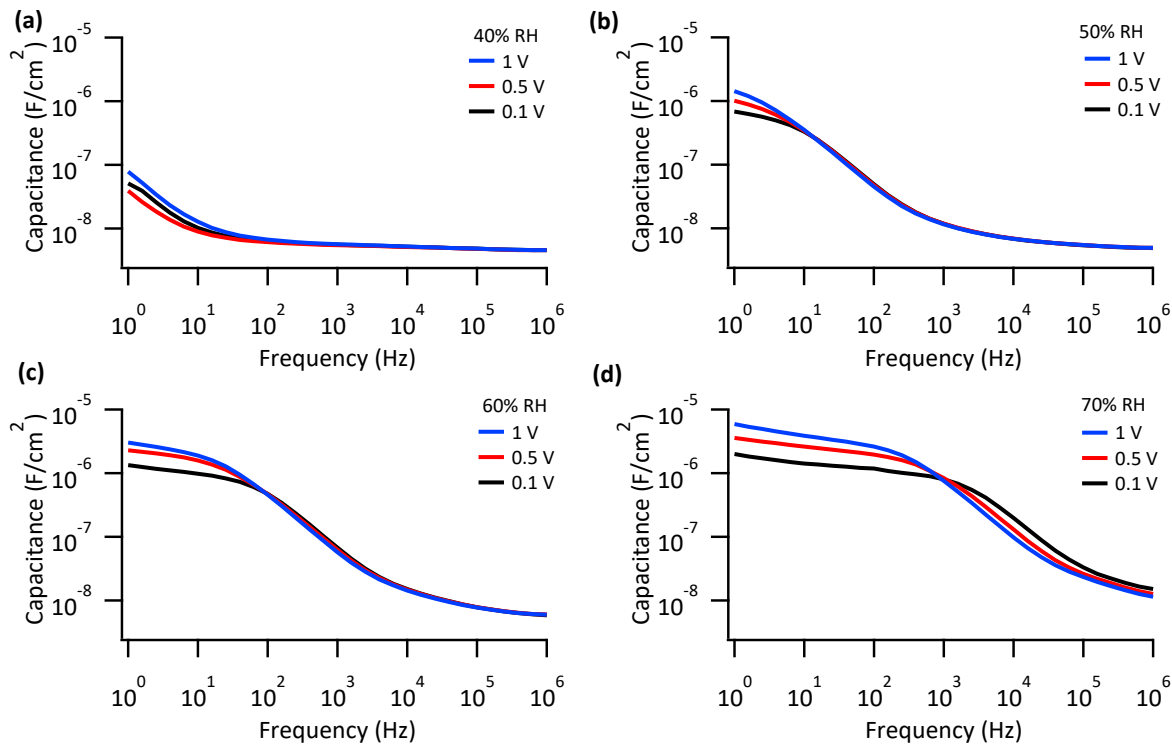 (a)
40% RH
1 V
0.5 V
0.1 V
Capacitance (F/cm²)
10⁻⁵
10⁻⁶
10⁻⁷
10⁻⁸
10⁰ 10¹ 10² 10³ 10⁴ 10⁵ 10⁶
Frequency (Hz)
(b)
50% RH
1 V
0.5 V
0.1 V
Capacitance (F/cm²)
10⁻⁵
10⁻⁶
10⁻⁷
10⁻⁸
10⁰ 10¹ 10² 10³ 10⁴ 10⁵ 10⁶
Frequency (Hz)
(c)
60% RH
1 V
0.5 V
0.1 V
Capacitance (F/cm²)
10⁻⁵
10⁻⁶
10⁻⁷
10⁻⁸
10⁰ 10¹ 10² 10³ 10⁴ 10⁵ 10⁶
Frequency (Hz)
(d)
70% RH
1 V
0.5 V
0.1 V
Capacitance (F/cm²)
10⁻⁵
10⁻⁶
10⁻⁷
10⁻⁸
10⁰ 10¹ 10² 10³ 10⁴ 10⁵ 10⁶
Frequency (Hz)